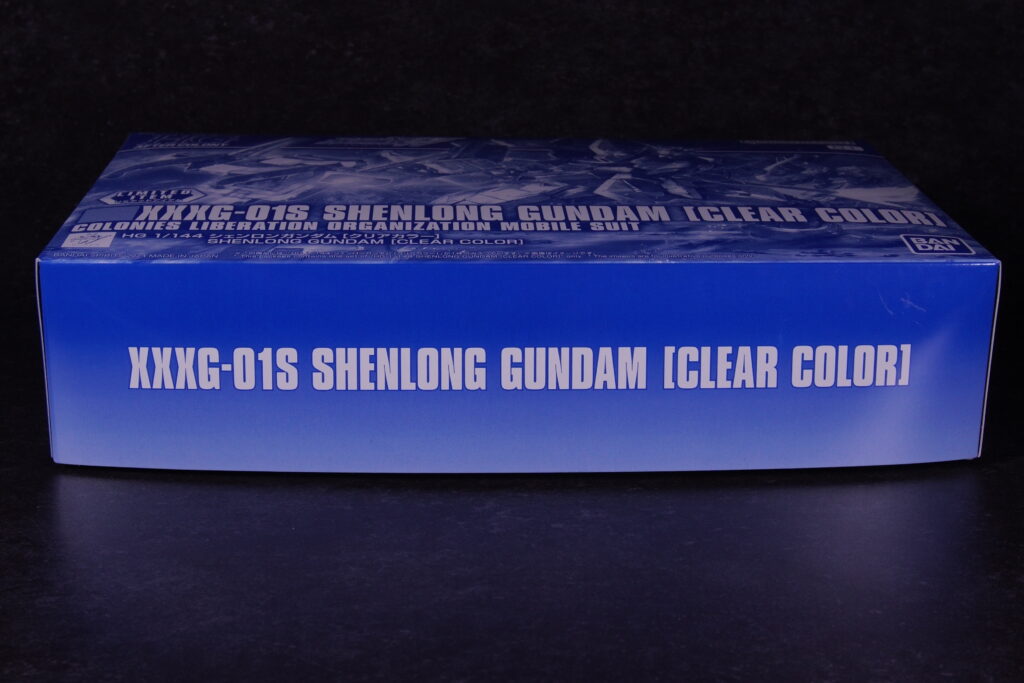 LIMITED
ITEM
XXXG-01S SHENLONG GUNDAM [CLEAR COLOR]
COLONIES LIBERATION ORGANIZATION MOBILE SUIT
HG 1/144 シェンロンガンダム [クリアカラー]
SHENLONG GUNDAM [CLEAR COLOR]
MADE IN JAPAN
BAN
DAI
XXXG-01S SHENLONG GUNDAM [CLEAR COLOR]